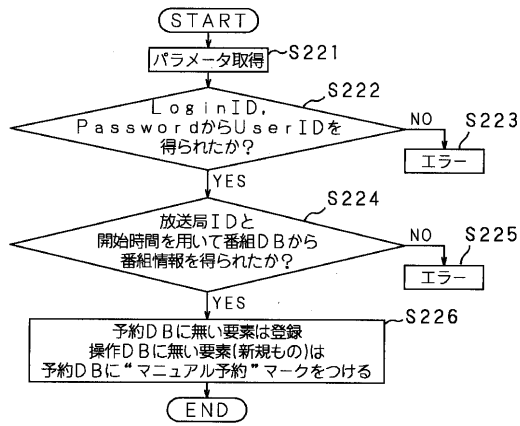 START
パラメータ取得
S221
LoginID,
PasswordからUserIDを
得られたか?
S222
NO
S223
エラー
YES
放送局IDと
開始時間を用いて番組DBから
番組情報を得られたか?
S224
NO
S225
エラー
YES
予約DBに無い要素は登録
操作DBに無い要素(新規もの)は
予約DBに“マニュアル予約”マークをつける
S226
END